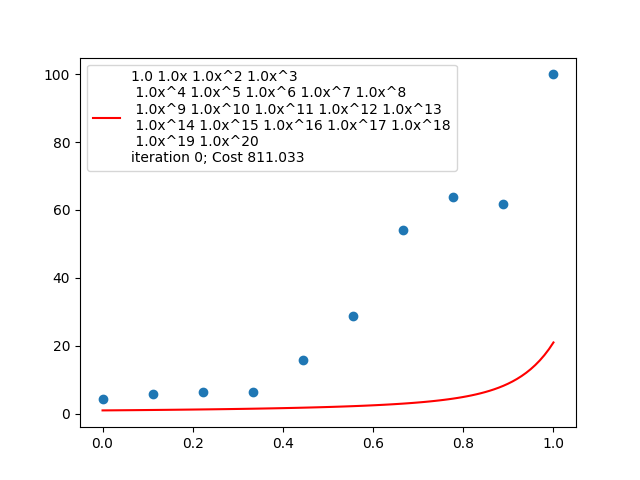 1.0 1.0x 1.0x^2 1.0x^3
1.0x^4 1.0x^5 1.0x^6 1.0x^7 1.0x^8
1.0x^9 1.0x^10 1.0x^11 1.0x^12 1.0x^13
1.0x^14 1.0x^15 1.0x^16 1.0x^17 1.0x^18
1.0x^19 1.0x^20
iteration 0; Cost 811.033
100
80
60
40
20
0
0.0 0.2 0.4 0.6 0.8 1.0